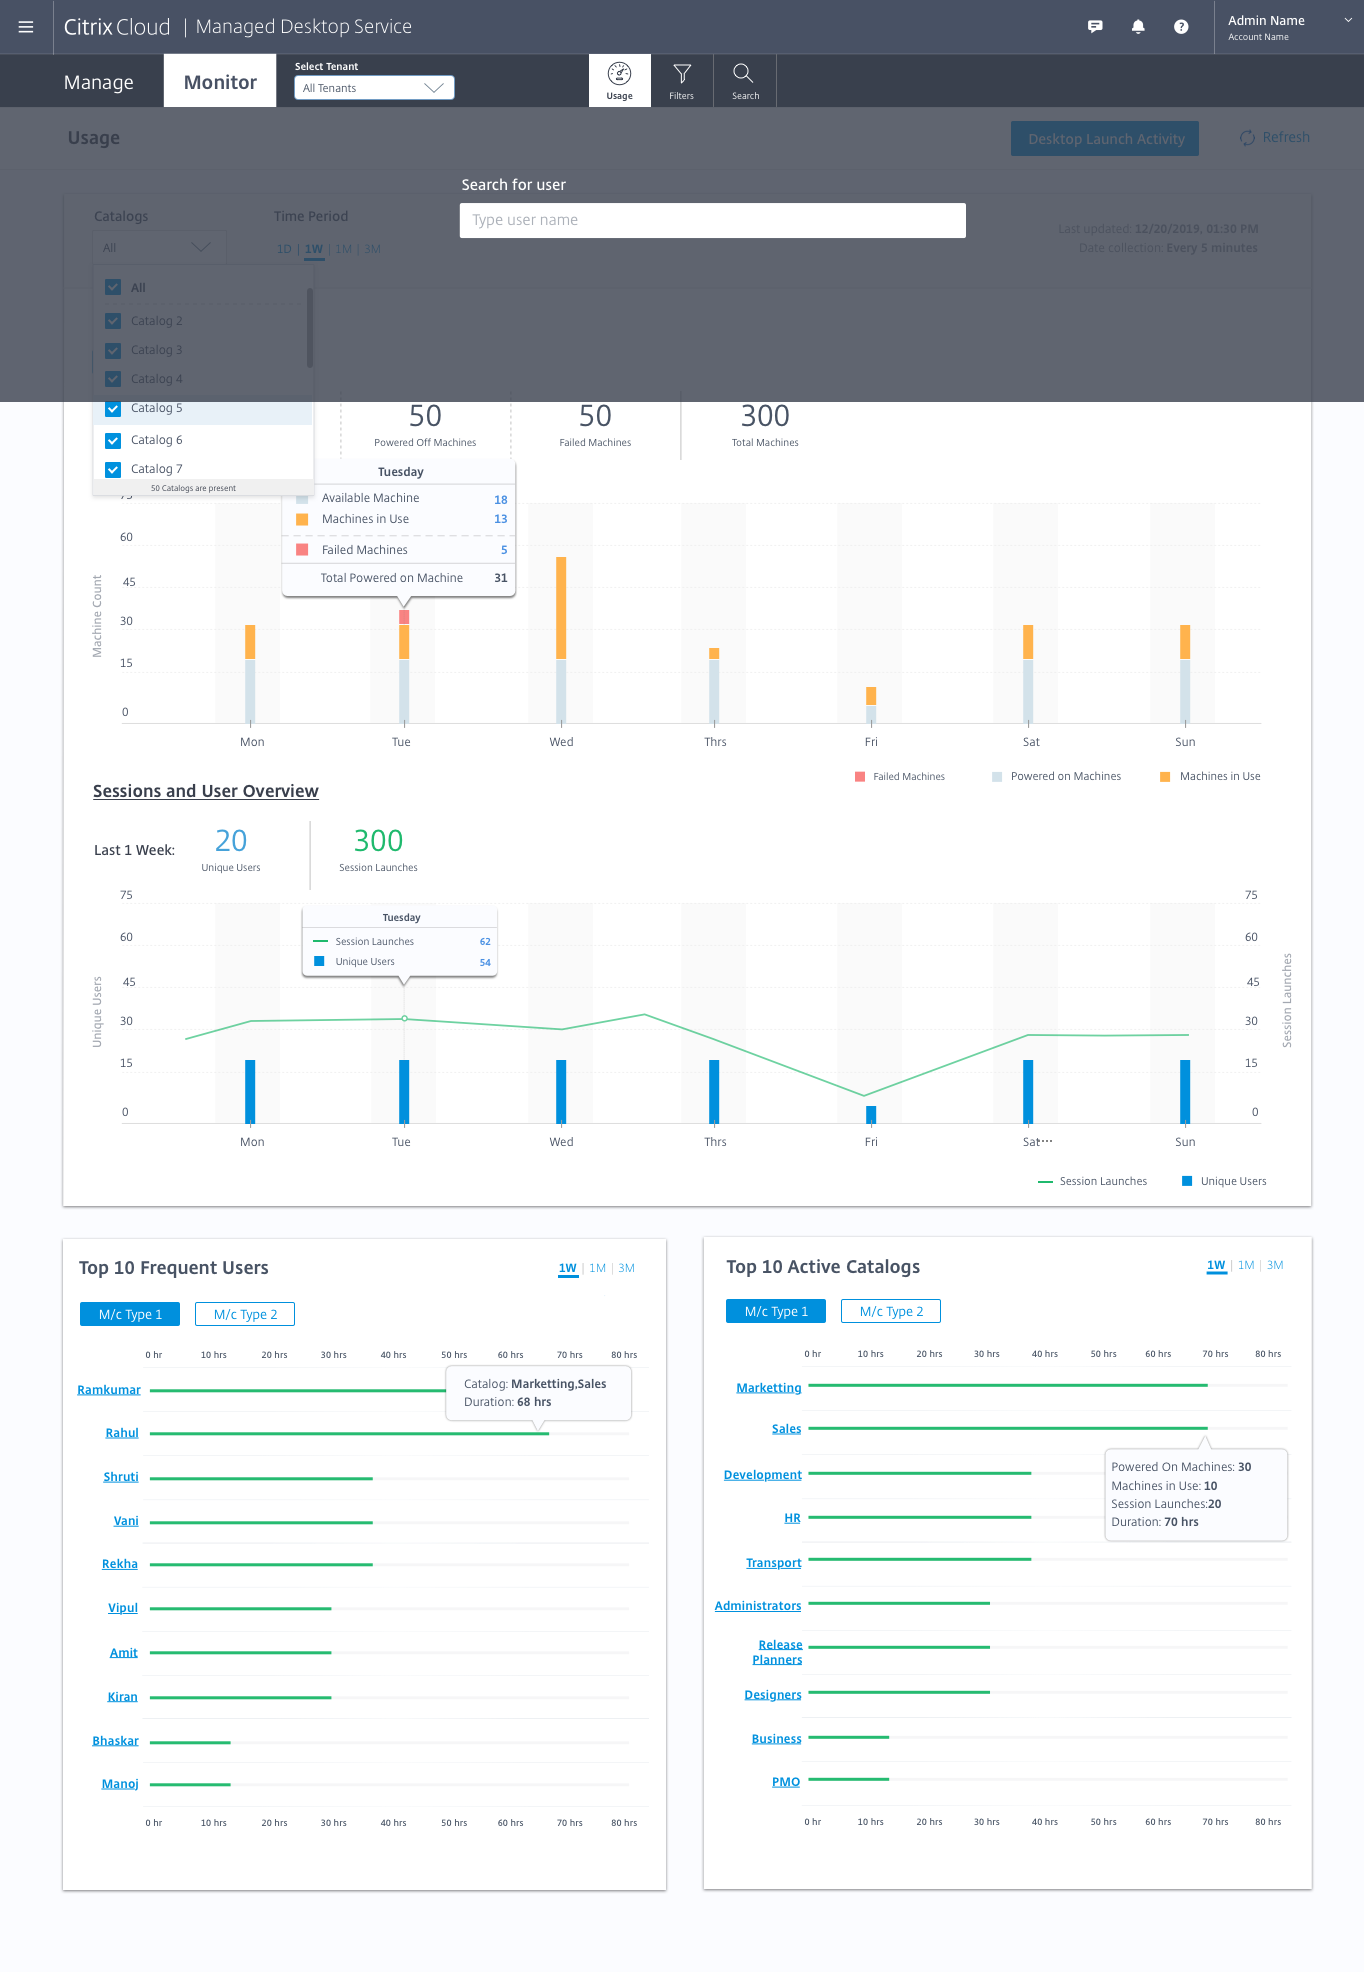 Citrix Cloud | Managed Desktop Service
Admin Name
Account Name
Manage
Monitor
Select Tenant
All Tenants
Usage
Filters
Search
Usage
Desktop Launch Activity
Refresh
Search for user
Type user name
Catalogs
All
Time Period
1D | 1W | 1M | 3M
Last updated: 12/20/2019, 01:30 PM
Date collection: Every 5 minutes
All
Catalog 2
Catalog 3
Catalog 4
Catalog 5
Catalog 6
Catalog 7
50 Catalogs are present
50
Powered Off Machines
50
Failed Machines
300
Total Machines
Tuesday
Available Machine 18
Machines in Use 13
Failed Machines 5
Total Powered on Machine 31
Machine Count
75
60
45
30
15
0
Mon Tue Wed Thrs Fri Sat Sun
Failed Machines Powered on Machines Machines in Use
Sessions and User Overview
Last 1 Week:
20
Unique Users
300
Session Launches
Tuesday
Session Launches 62
Unique Users 54
Unique Users
75
60
45
30
15
0
75
60
45
30
15
0
Session Launches
Mon Tue Wed Thrs Fri Sat... Sun
Session Launches Unique Users
Top 10 Frequent Users
1W | 1M | 3M
M/c Type 1
M/c Type 2
0 hr 10 hrs 20 hrs 30 hrs 40 hrs 50 hrs 60 hrs 70 hrs 80 hrs
Ramkumar
Catalog: Marketting,Sales
Duration: 68 hrs
Rahul
Shruti
Vani
Rekha
Vipul
Amit
Kiran
Bhaskar
Manoj
0 hr 10 hrs 20 hrs 30 hrs 40 hrs 50 hrs 60 hrs 70 hrs 80 hrs
Top 10 Active Catalogs
1W | 1M | 3M
M/c Type 1
M/c Type 2
0 hr 10 hrs 20 hrs 30 hrs 40 hrs 50 hrs 60 hrs 70 hrs 80 hrs
Marketting
Sales
Powered On Machines: 30
Machines in Use: 10
Session Launches:20
Duration: 70 hrs
Development
HR
Transport
Administrators
Release
Planners
Designers
Business
PMO
0 hr 10 hrs 20 hrs 30 hrs 40 hrs 50 hrs 60 hrs 70 hrs 80 hrs